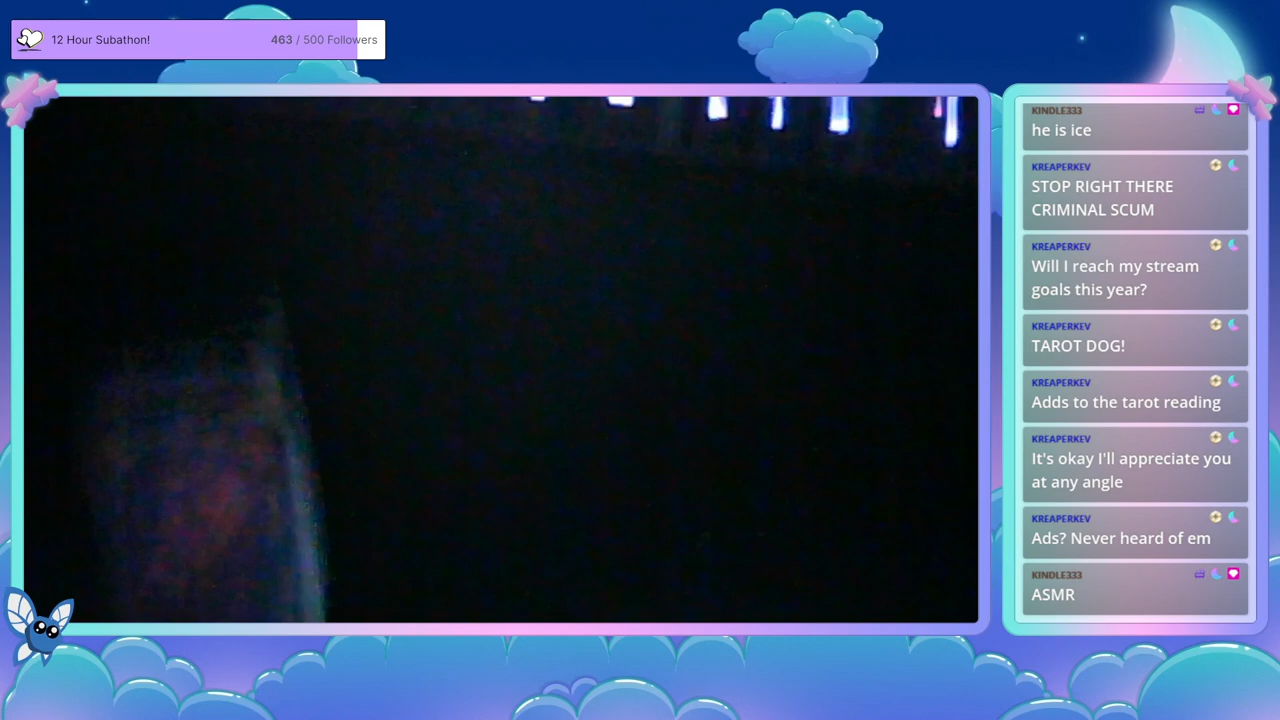 12 Hour Subathon!
463 / 500 Followers
KINDLE333
he is ice
KREAPERKEV
STOP RIGHT THERE
CRIMINAL SCUM
KREAPERKEV
Will I reach my stream
goals this year?
KREAPERKEV
TAROT DOG!
KREAPERKEV
Adds to the tarot reading
KREAPERKEV
It's okay I'll appreciate you
at any angle
KREAPERKEV
Ads? Never heard of em
KINDLE333
ASMR